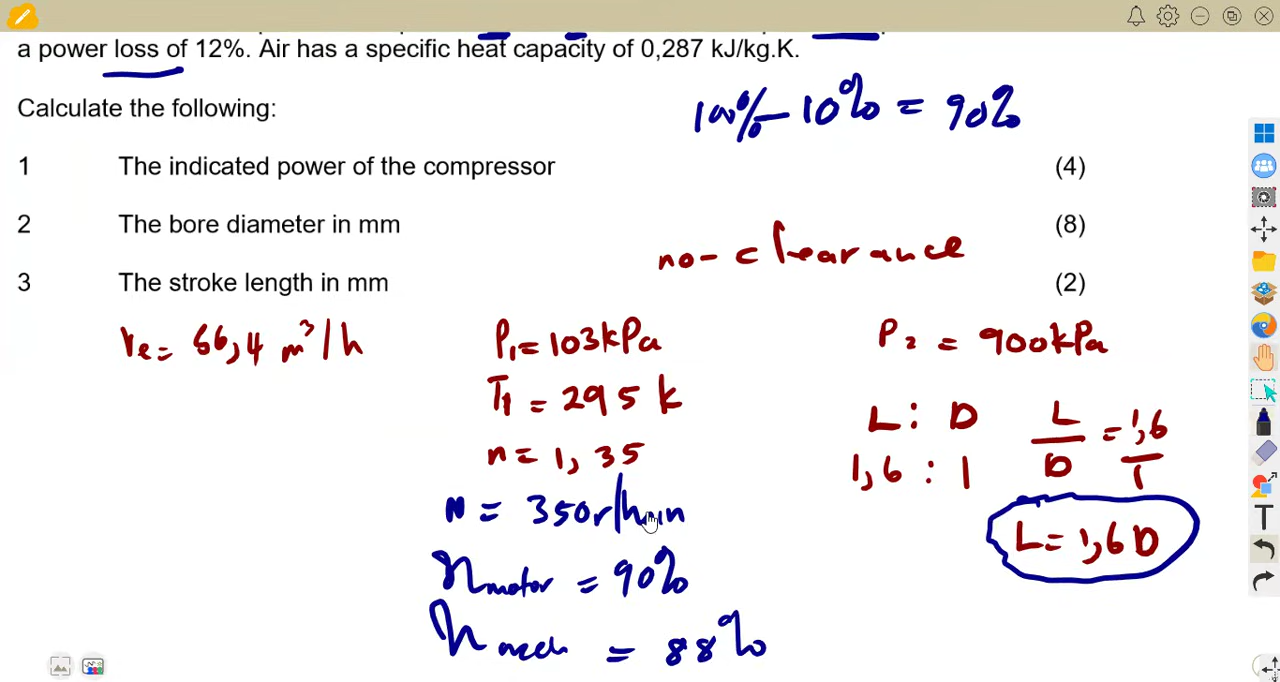 a power loss of 12%. Air has a specific heat capacity of 0,287 kJ/kg.K.
Calculate the following:
100% - 10% = 90%
1 The indicated power of the compressor (4)
2 The bore diameter in mm (8)
no-clearance
3 The stroke length in mm (2)
Ve = 66,4 m³/h
P1 = 103kPa
P2 = 900kPa
T1 = 295 k
L : D
L/D = 1,6/1
n = 1,35
1,6 : 1
N = 350r/min
L = 1,6D
ηmotor = 90%
ηmech = 88%
T